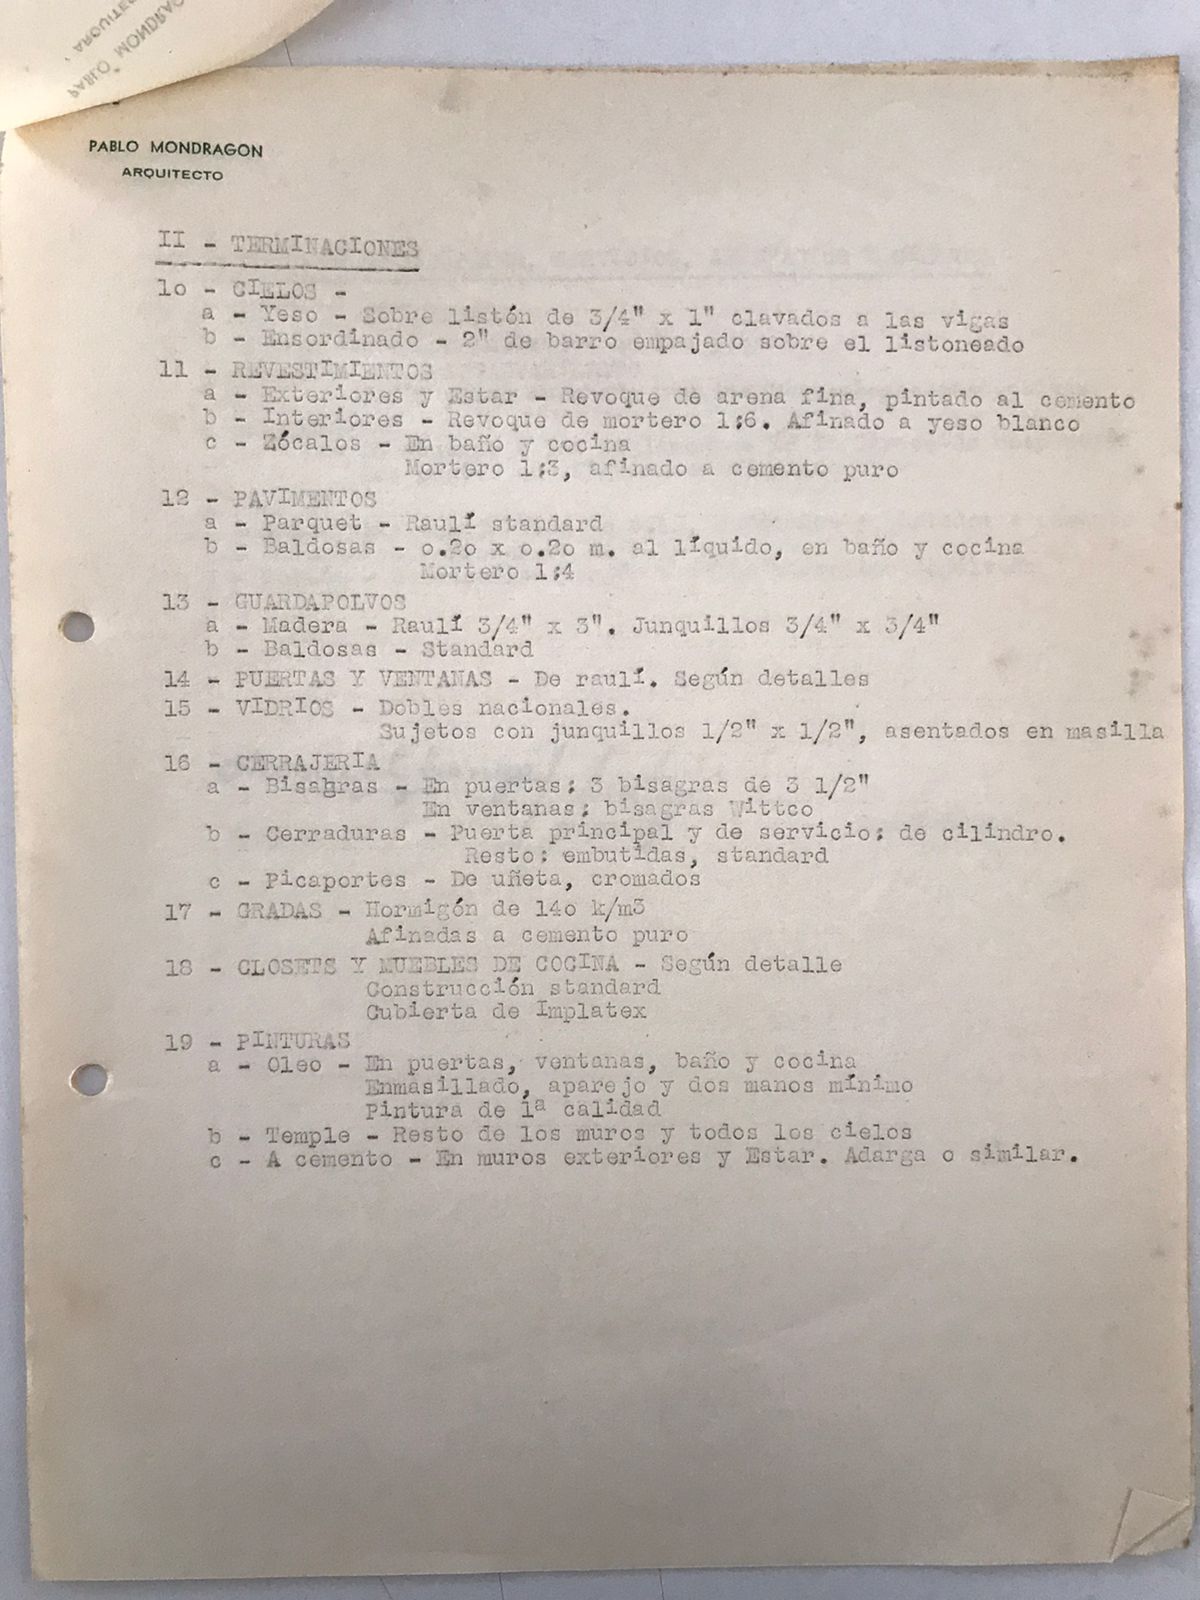 ARQUITE
PABLO MONDRAG
PABLO MONDRAGON
ARQUITECTO
II - TERMINACIONES
1o - CIELOS -
a - Yeso - Sobre listón de 3/4" x 1" clavados a las vigas
b - Ensordinado - 2" de barro empajado sobre el listoneado
11 - REVESTIMIENTOS
a - Exteriores y Estar - Revoque de arena fina, pintado al cemento
b - Interiores - Revoque de mortero 1:6. Afinado a yeso blanco
c - Zócalos - En baño y cocina
Mortero 1:3, afinado a cemento puro
12 - PAVIMENTOS
a - Parquet - Raulí standard
b - Baldosas - o.2o x o.2o m. al líquido, en baño y cocina
Mortero 1:4
13 - GUARDAPOLVOS
a - Madera - Raulí 3/4" x 3". Junquillos 3/4" x 3/4"
b - Baldosas - Standard
14 - PUERTAS Y VENTANAS - De raulí. Según detalles
15 - VIDRIOS - Dobles nacionales.
Sujetos con junquillos 1/2" x 1/2", asentados en masilla
16 - CERRAJERIA
a - Bisagras - En puertas: 3 bisagras de 3 1/2"
En ventanas: bisagras Wittco
b - Cerraduras - Puerta principal y de servicio: de cilindro.
Resto: embutidas, standard
c - Picaportes - De uñeta, cromados
17 - GRADAS - Hormigón de 14o k/m3
Afinadas a cemento puro
18 - CLOSETS Y MUEBLES DE COCINA - Según detalle
Construcción standard
Cubierta de Implatex
19 - PINTURAS
a - Oleo - En puertas, ventanas, baño y cocina
Enmasillado, aparejo y dos manos mínimo
Pintura de 1ª calidad
b - Temple - Resto de los muros y todos los cielos
c - A cemento - En muros exteriores y Estar. Adarga o similar.